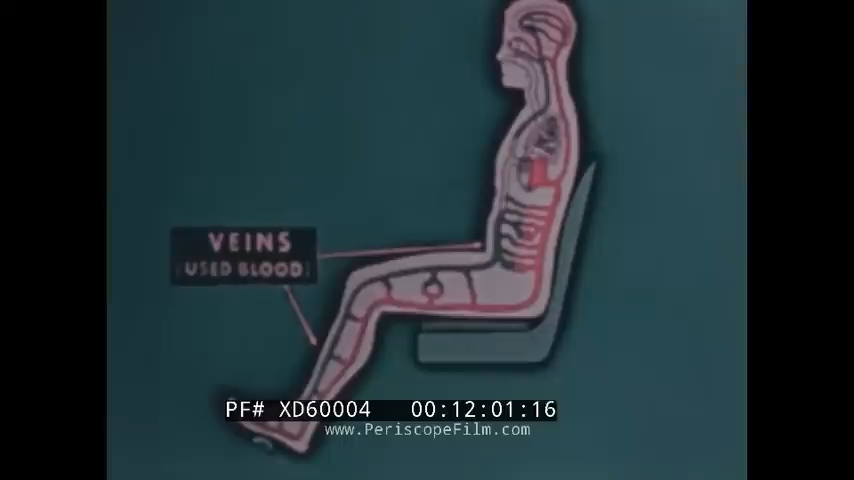 VEINS
(USED BLOOD)
PF# XD60004 00:12:01:16
www.PeriscopeFilm.com